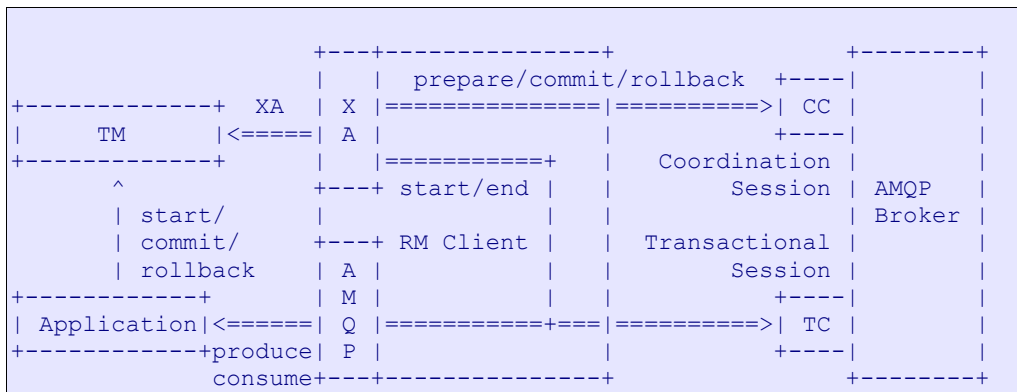 +---+---------------+                +--------+
                    |   |  prepare/commit/rollback  +----|        |
+-------------+  XA | X |===============|==========>| CC |        |
|     TM      |<=====| A |               |           +----|        |
+-------------+      |   |===========+   |   Coordination |        |
       ^             +---+ start/end |   |        Session | AMQP   |
       | start/      |               |   |                | Broker |
       | commit/     +---+ RM Client |   |  Transactional |        |
       | rollback    | A |           |   |        Session |        |
+------------+       | M |           |   |           +----|        |
| Application|<======| Q |===========+===|==========>| TC |        |
+------------+produce| P |               |           +----|        |
              consume+---+---------------+                +--------+